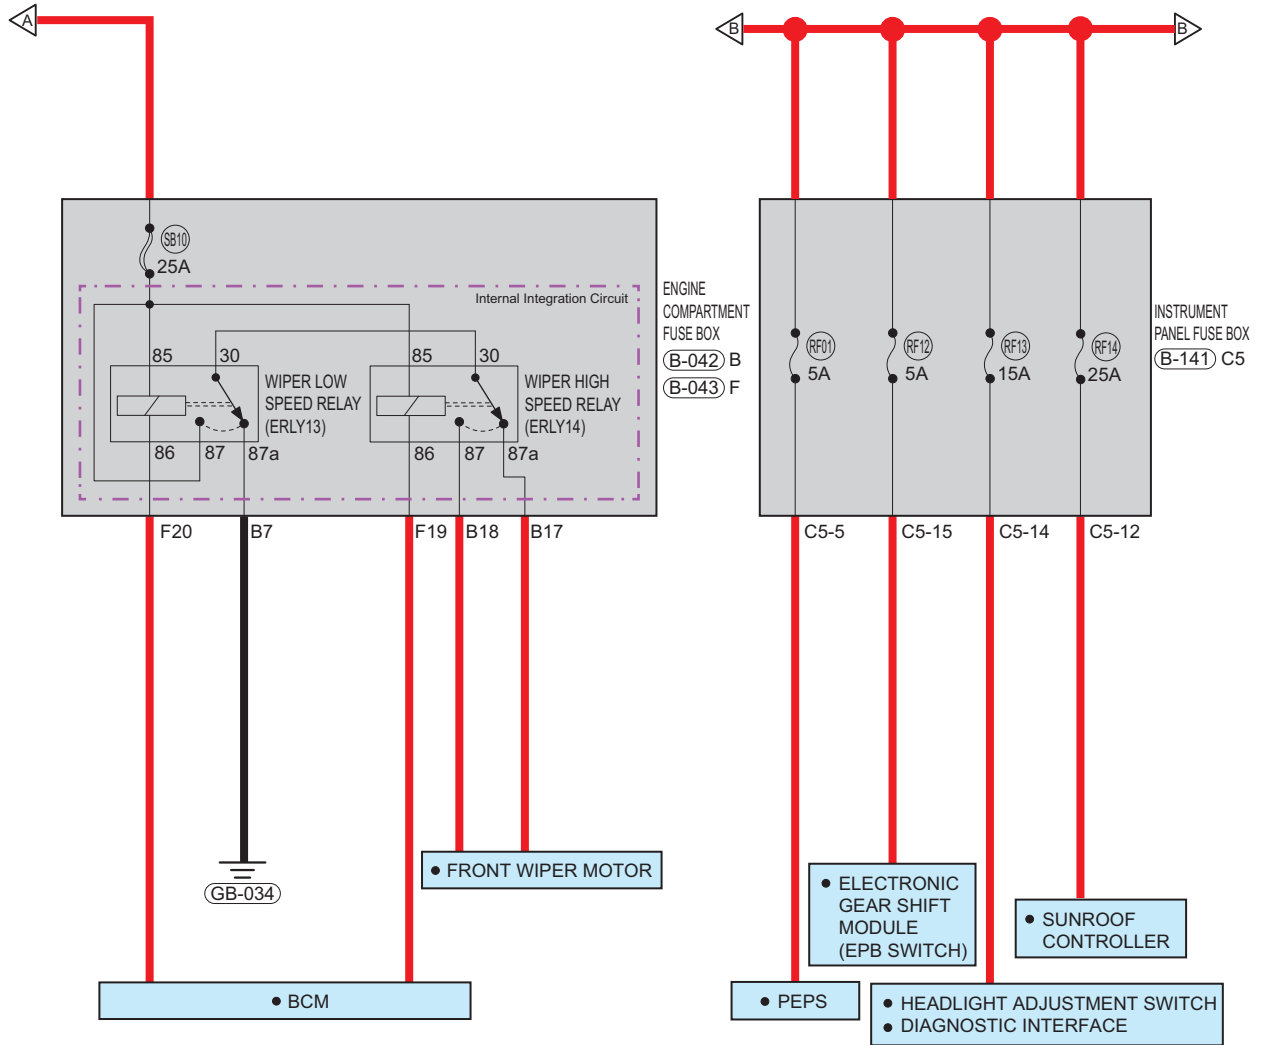 A
B
B
SB10
25A
Internal Integration Circuit
85
30
85
30
WIPER LOW
SPEED RELAY
(ERLY13)
WIPER HIGH
SPEED RELAY
(ERLY14)
86
87
87a
86
87
87a
ENGINE
COMPARTMENT
FUSE BOX
B-042 B
B-043 F
RF01
5A
RF12
5A
RF13
15A
RF14
25A
INSTRUMENT
PANEL FUSE BOX
B-141 C5
F20
B7
F19
B18
B17
C5-5
C5-15
C5-14
C5-12
GB-034
● FRONT WIPER MOTOR
● BCM
● ELECTRONIC
GEAR SHIFT
MODULE
(EPB SWITCH)
● SUNROOF
CONTROLLER
● PEPS
● HEADLIGHT ADJUSTMENT SWITCH
● DIAGNOSTIC INTERFACE